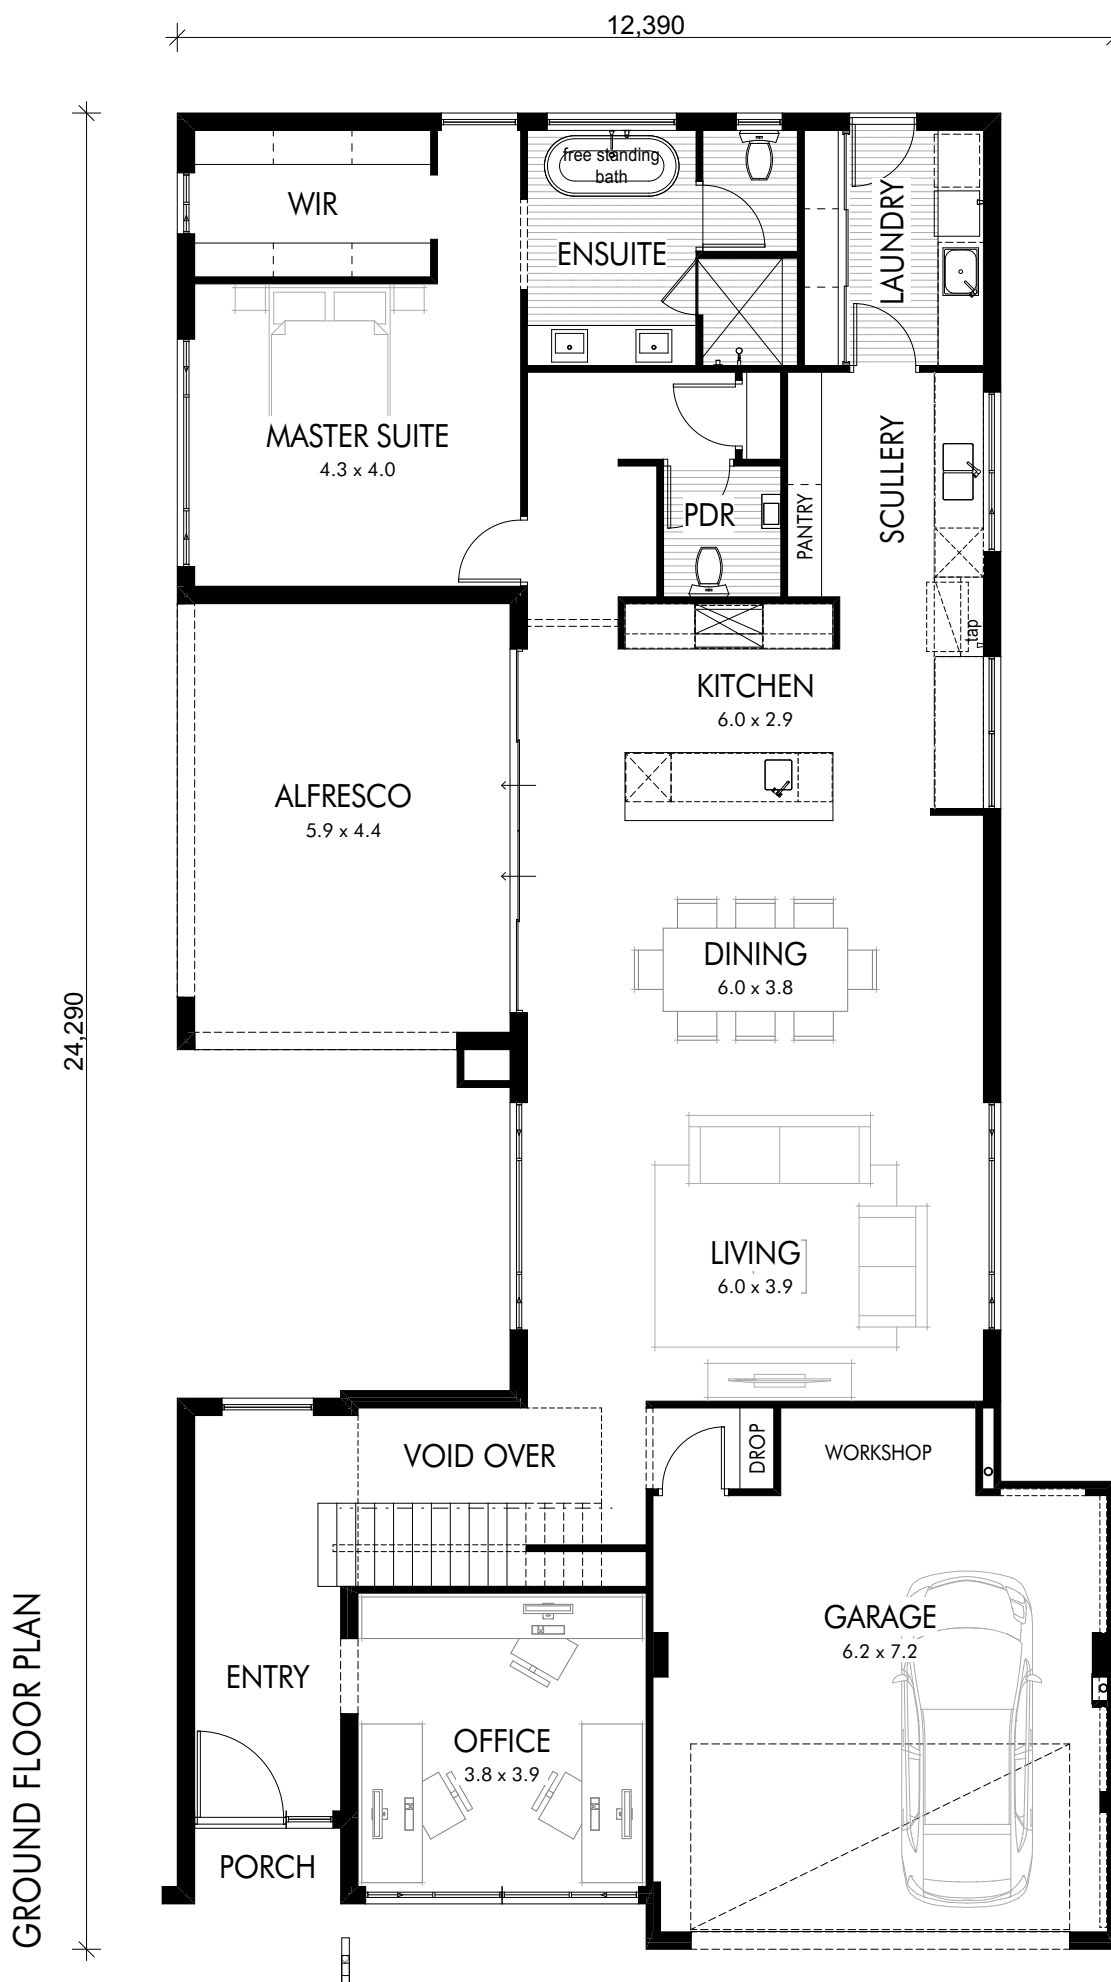 12,390
24,290
GROUND FLOOR PLAN
WIR
free standing
bath
ENSUITE
LAUNDRY
MASTER SUITE
4.3 x 4.0
PDR
PANTRY
SCULLERY
tap
KITCHEN
6.0 x 2.9
ALFRESCO
5.9 x 4.4
DINING
6.0 x 3.8
LIVING
6.0 x 3.9
VOID OVER
DROP
WORKSHOP
GARAGE
6.2 x 7.2
ENTRY
OFFICE
3.8 x 3.9
PORCH